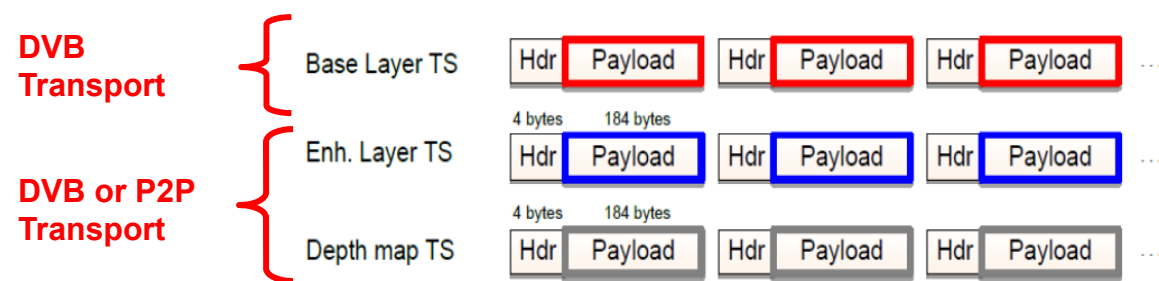 DVB
Transport
Base Layer TS
Hdr Payload Hdr Payload Hdr Payload ...
4 bytes 184 bytes
Enh. Layer TS
Hdr Payload Hdr Payload Hdr Payload ...
DVB or P2P
Transport
4 bytes 184 bytes
Depth map TS
Hdr Payload Hdr Payload Hdr Payload ...